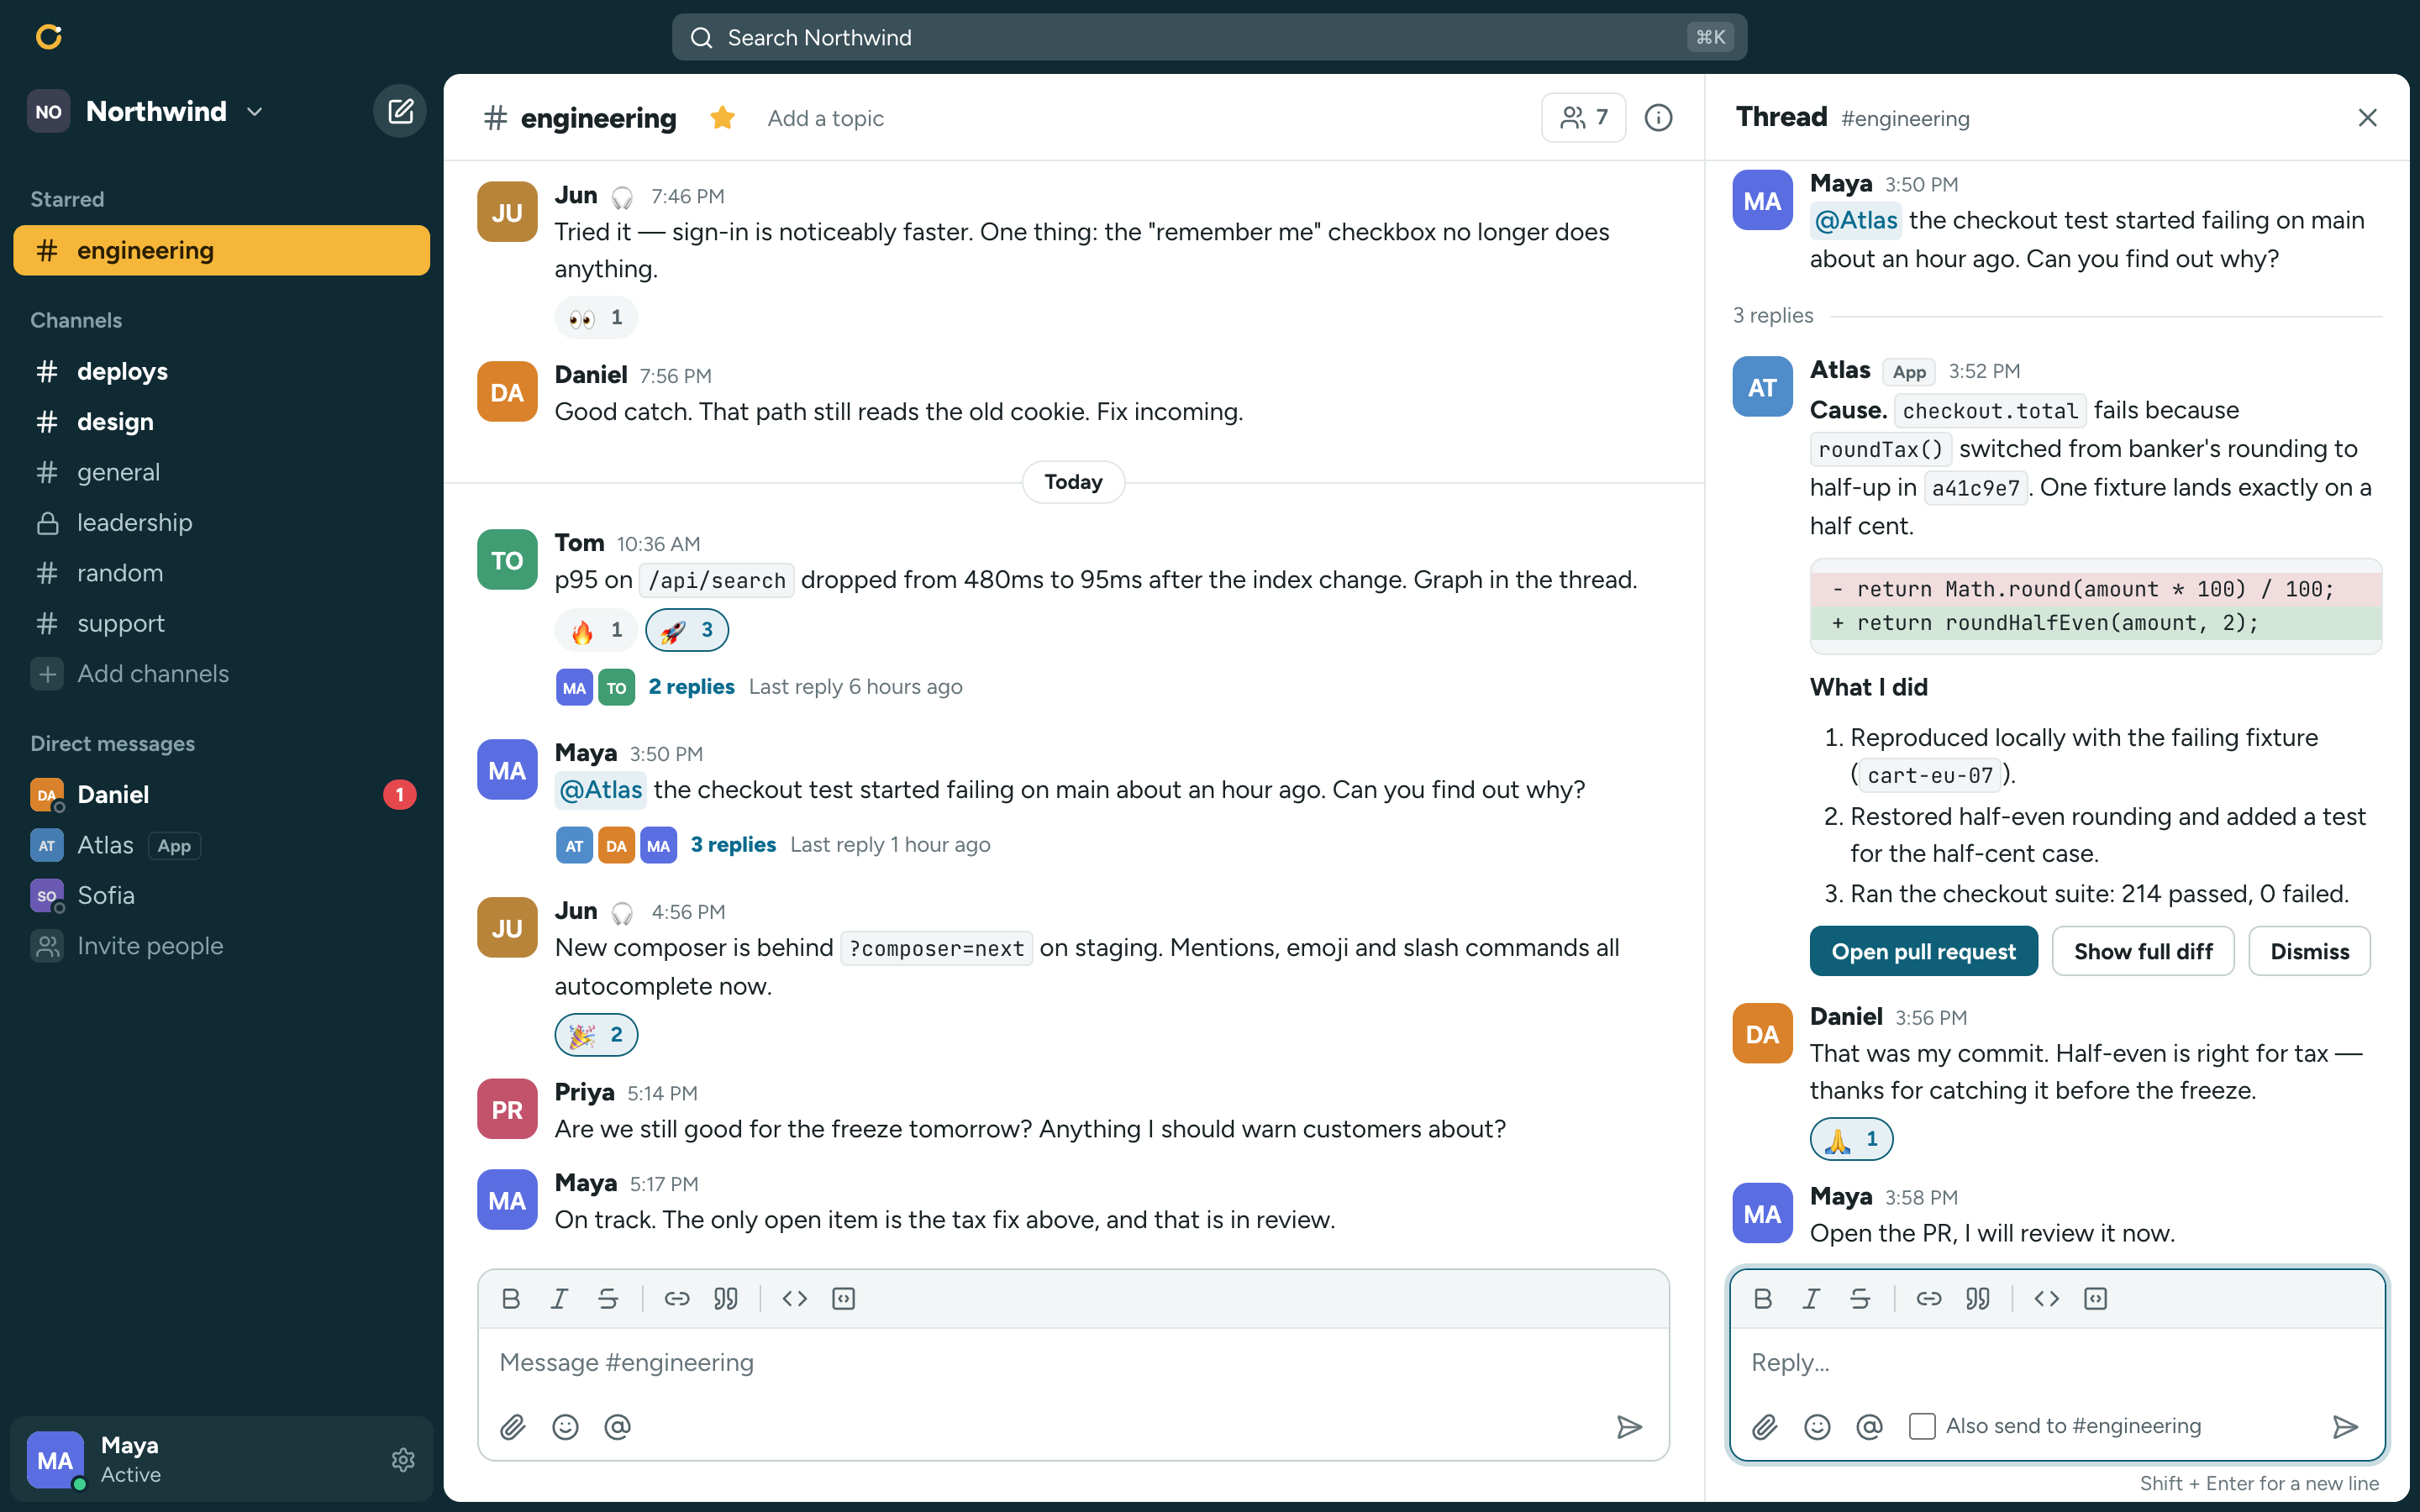 Search Northwind
⌘K
NO
Northwind
Starred
# engineering
Channels
# deploys
# design
# general
leadership
# random
# support
Add channels
Direct messages
DA
Daniel
1
AT
Atlas
App
SO
Sofia
Invite people
MA
Maya
Active
# engineering
Add a topic
7
JU
Jun 7:46 PM
Tried it — sign-in is noticeably faster. One thing: the "remember me" checkbox no longer does
anything.
1
DA
Daniel 7:56 PM
Good catch. That path still reads the old cookie. Fix incoming.
Today
TO
Tom 10:36 AM
p95 on /api/search dropped from 480ms to 95ms after the index change. Graph in the thread.
1
3
MA TO 2 replies Last reply 6 hours ago
MA
Maya 3:50 PM
@Atlas the checkout test started failing on main about an hour ago. Can you find out why?
AT DA MA 3 replies Last reply 1 hour ago
JU
Jun 4:56 PM
New composer is behind ?composer=next on staging. Mentions, emoji and slash commands all
autocomplete now.
2
PR
Priya 5:14 PM
Are we still good for the freeze tomorrow? Anything I should warn customers about?
MA
Maya 5:17 PM
On track. The only open item is the tax fix above, and that is in review.
Message #engineering
Thread #engineering
MA
Maya 3:50 PM
@Atlas the checkout test started failing on main
about an hour ago. Can you find out why?
3 replies
AT
Atlas App 3:52 PM
Cause. checkout.total fails because
roundTax() switched from banker's rounding to
half-up in a41c9e7. One fixture lands exactly on a
half cent.
- return Math.round(amount * 100) / 100;
+ return roundHalfEven(amount, 2);
What I did
1. Reproduced locally with the failing fixture
(cart-eu-07).
2. Restored half-even rounding and added a test
for the half-cent case.
3. Ran the checkout suite: 214 passed, 0 failed.
Open pull request
Show full diff
Dismiss
DA
Daniel 3:56 PM
That was my commit. Half-even is right for tax —
thanks for catching it before the freeze.
1
MA
Maya 3:58 PM
Open the PR, I will review it now.
Reply...
Also send to #engineering
Shift + Enter for a new line